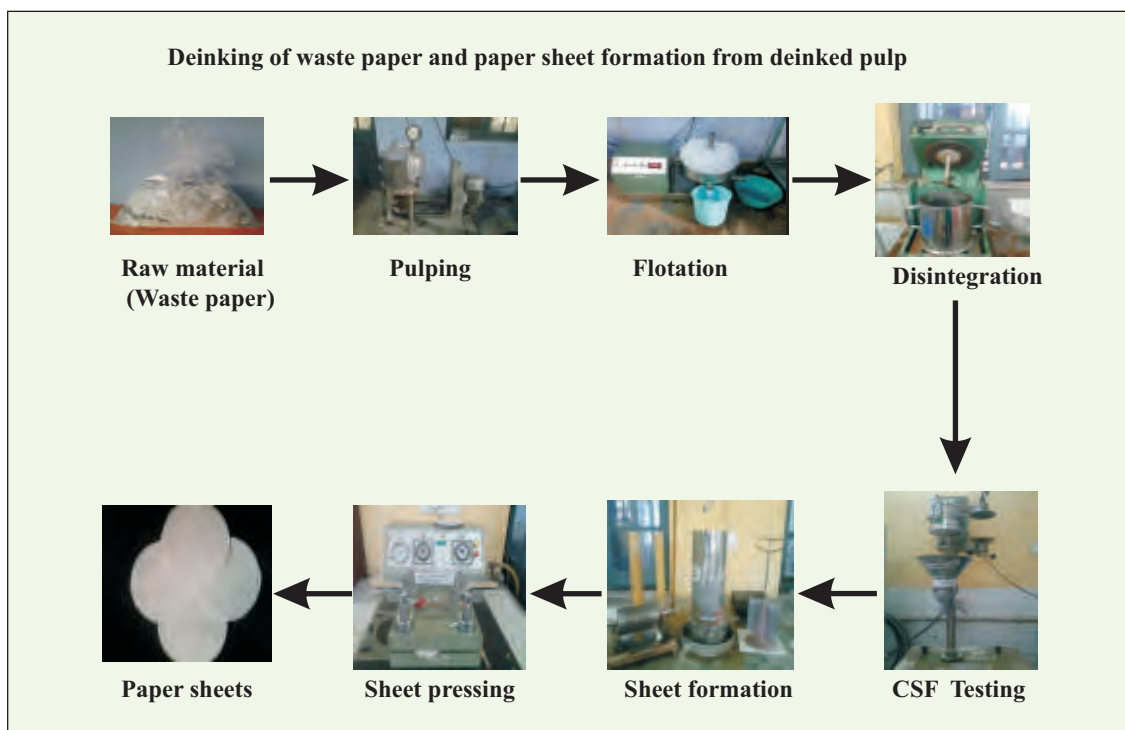 Deinking of waste paper and paper sheet formation from deinked pulp
Raw material
(Waste paper)
Pulping
Flotation
Disintegration
Paper sheets
Sheet pressing
Sheet formation
CSF Testing